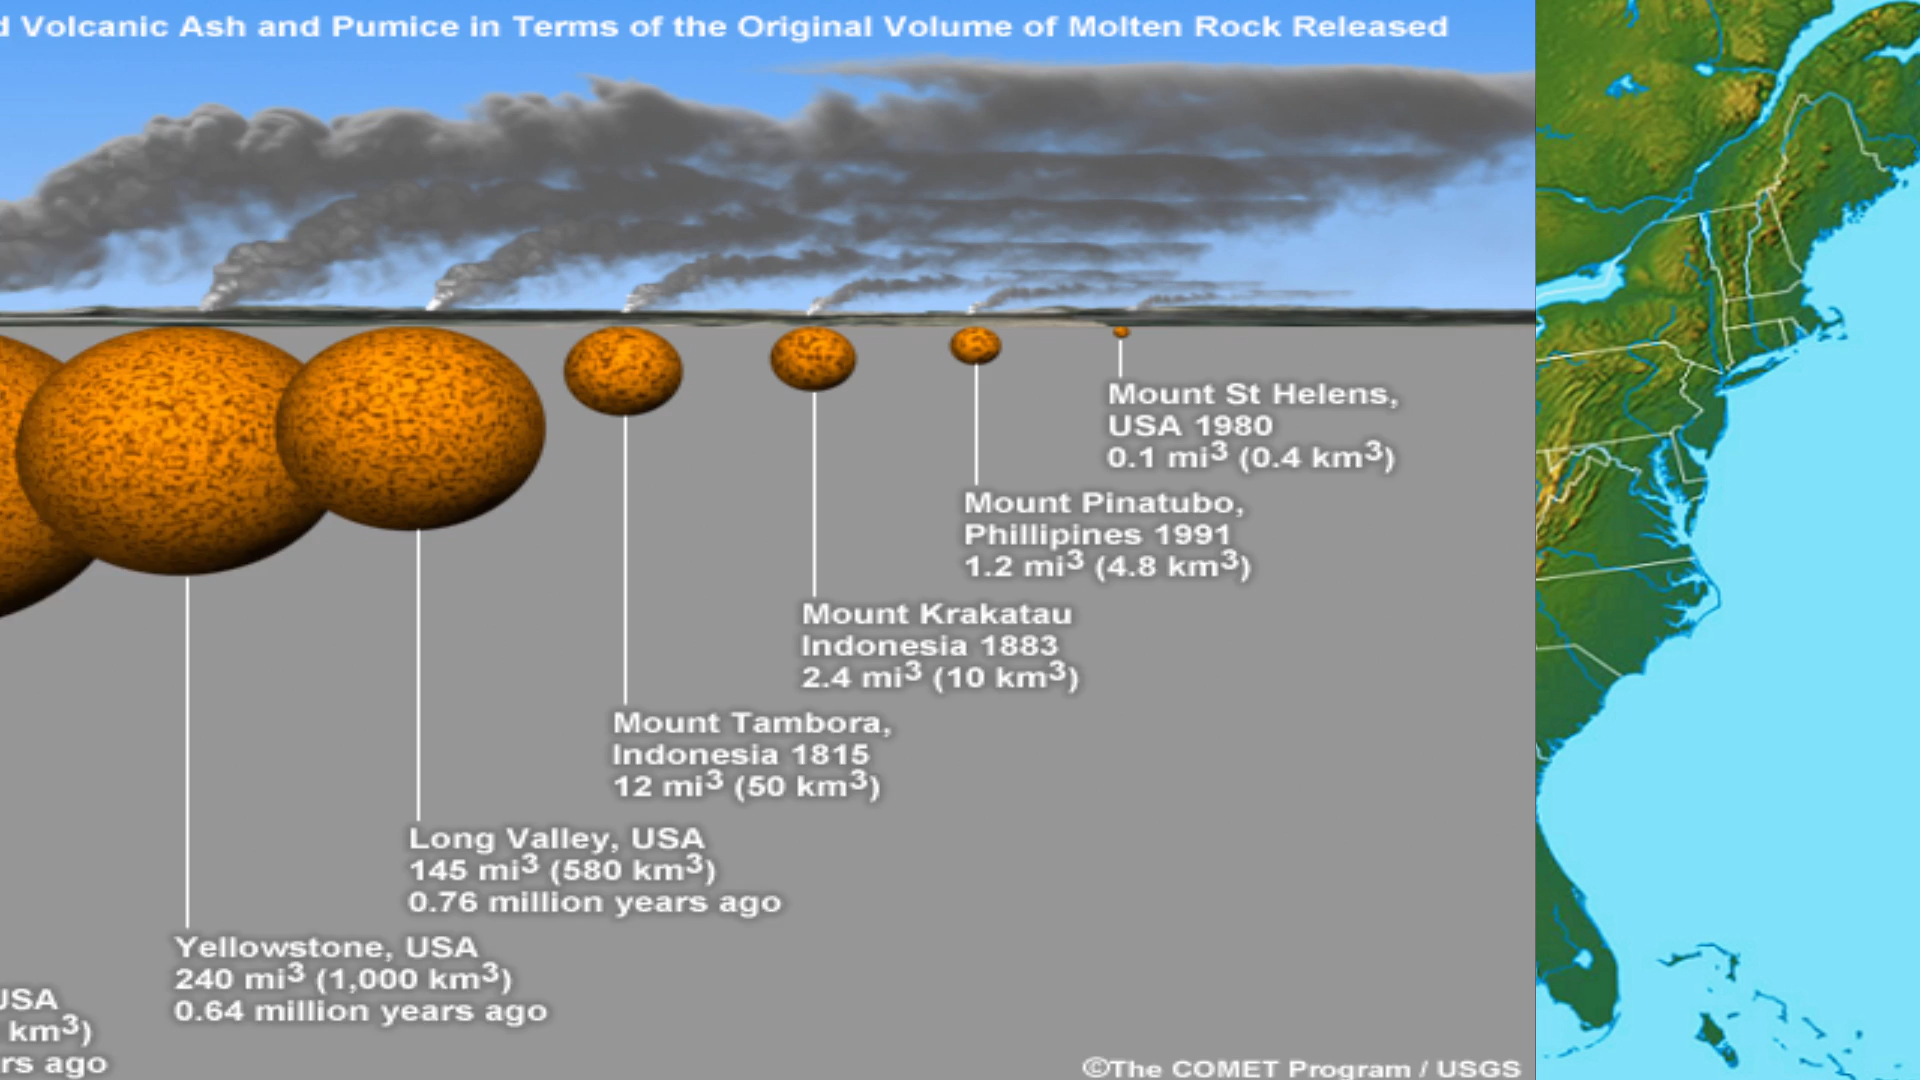 Volcanic Ash and Pumice in Terms of the Original Volume of Molten Rock Released
Mount St Helens,
USA 1980
0.1 mi³ (0.4 km³)
Mount Pinatubo,
Phillipines 1991
1.2 mi³ (4.8 km³)
Mount Krakatau
Indonesia 1883
2.4 mi³ (10 km³)
Mount Tambora,
Indonesia 1815
12 mi³ (50 km³)
Long Valley, USA
145 mi³ (580 km³)
0.76 million years ago
Yellowstone, USA
240 mi³ (1,000 km³)
0.64 million years ago
USA
km³)
ago
©The COMET Program / USGS